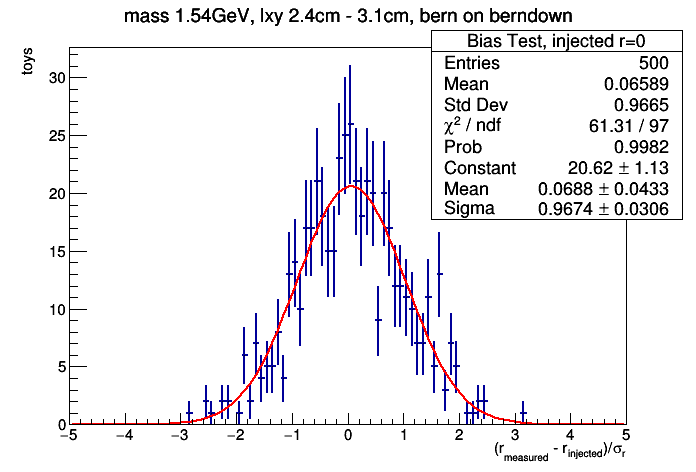 mass 1.54GeV, lxy 2.4cm - 3.1cm, bern on berndown
Bias Test, injected r=0
Entries 500
Mean 0.06589
Std Dev 0.9665
χ² / ndf 61.31 / 97
Prob 0.9982
Constant 20.62 ± 1.13
Mean 0.0688 ± 0.0433
Sigma 0.9674 ± 0.0306
toys
30
25
20
15
10
5
0
−5 −4 −3 −2 −1 0 1 2 3 4 5
(r_measured - r_injected)/σ_r